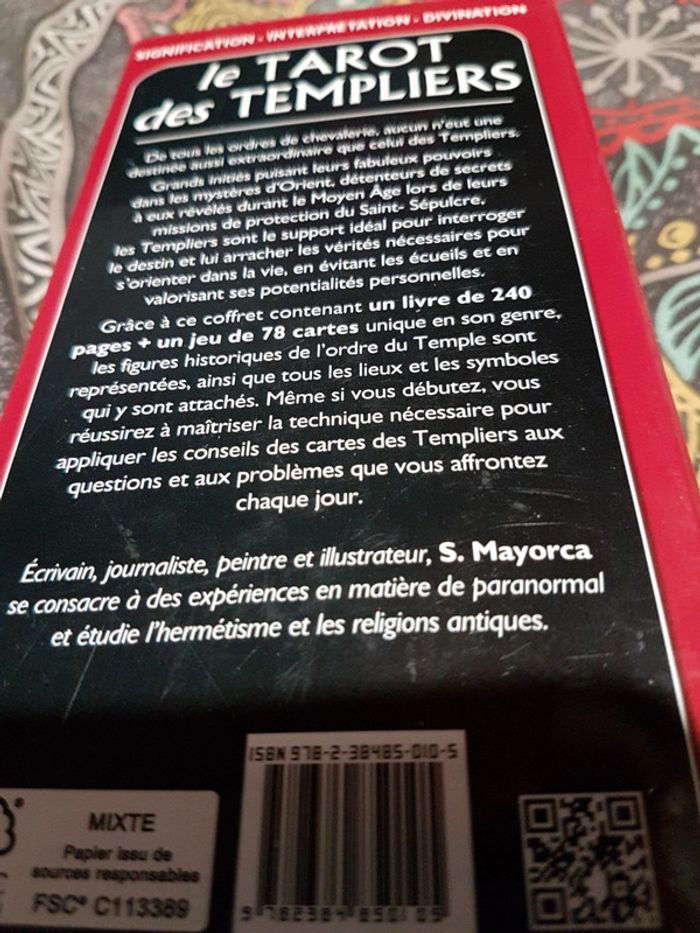 SIGNIFICATION - INTERPRÉTATION - DIVINATION
le TAROT
des TEMPLIERS
De tous les ordres de chevalerie, aucun n'eut une
destinée aussi extraordinaire que celui des Templiers.
Grands initiés puisant leurs fabuleux pouvoirs
dans les mystères d'Orient, détenteurs de secrets
à eux révélés durant le Moyen Âge lors de leurs
missions de protection du Saint-Sépulcre,
les Templiers sont le support idéal pour interroger
le destin et lui arracher les vérités nécessaires pour
s'orienter dans la vie, en évitant les écueils et en
valorisant ses potentialités personnelles.
Grâce à ce coffret contenant un livre de 240
pages + un jeu de 78 cartes unique en son genre,
les figures historiques de l'ordre du Temple sont
représentées, ainsi que tous les lieux et les symboles
qui y sont attachés. Même si vous débutez, vous
réussirez à maîtriser la technique nécessaire pour
appliquer les conseils des cartes des Templiers aux
questions et aux problèmes que vous affrontez
chaque jour.
Écrivain, journaliste, peintre et illustrateur, S. Mayorca
se consacre à des expériences en matière de paranormal
et étudie l'hermétisme et les religions antiques.
ISBN 978-2-38485-010-5
MIXTE
Papier issu de
sources responsables
FSC® C113389
9 782384 850105